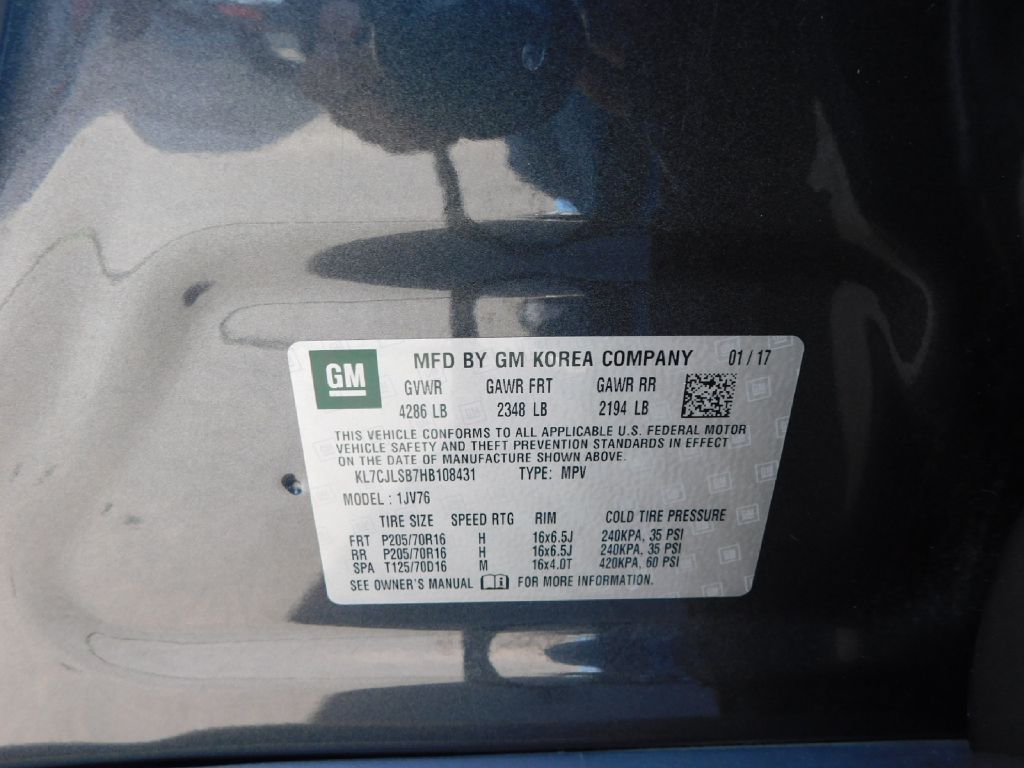 GM MFD BY GM KOREA COMPANY 01 / 17
GVWR GAWR FRT GAWR RR
4286 LB 2348 LB 2194 LB
THIS VEHICLE CONFORMS TO ALL APPLICABLE U.S. FEDERAL MOTOR
VEHICLE SAFETY AND THEFT PREVENTION STANDARDS IN EFFECT
ON THE DATE OF MANUFACTURE SHOWN ABOVE.
KL7CJLSB7HB108431 TYPE: MPV
MODEL : 1JV76
TIRE SIZE SPEED RTG RIM COLD TIRE PRESSURE
FRT P205/70R16 H 16x6.5J 240KPA, 35 PSI
RR P205/70R16 H 16x6.5J 240KPA, 35 PSI
SPA T125/70D16 M 16x4.0T 420KPA, 60 PSI
SEE OWNER'S MANUAL FOR MORE INFORMATION.